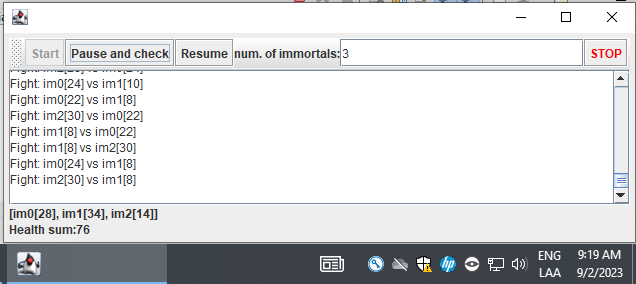 Start Pause and check Resume num. of immortals: 3 STOP
Fight: im0[24] vs im1[10]
Fight: im0[22] vs im1[8]
Fight: im2[30] vs im0[22]
Fight: im1[8] vs im0[22]
Fight: im1[8] vs im2[30]
Fight: im0[24] vs im1[8]
Fight: im2[30] vs im1[8]
[im0[28], im1[34], im2[14]]
Health sum:76
hp ENG 9:19 AM
LAA 9/2/2023